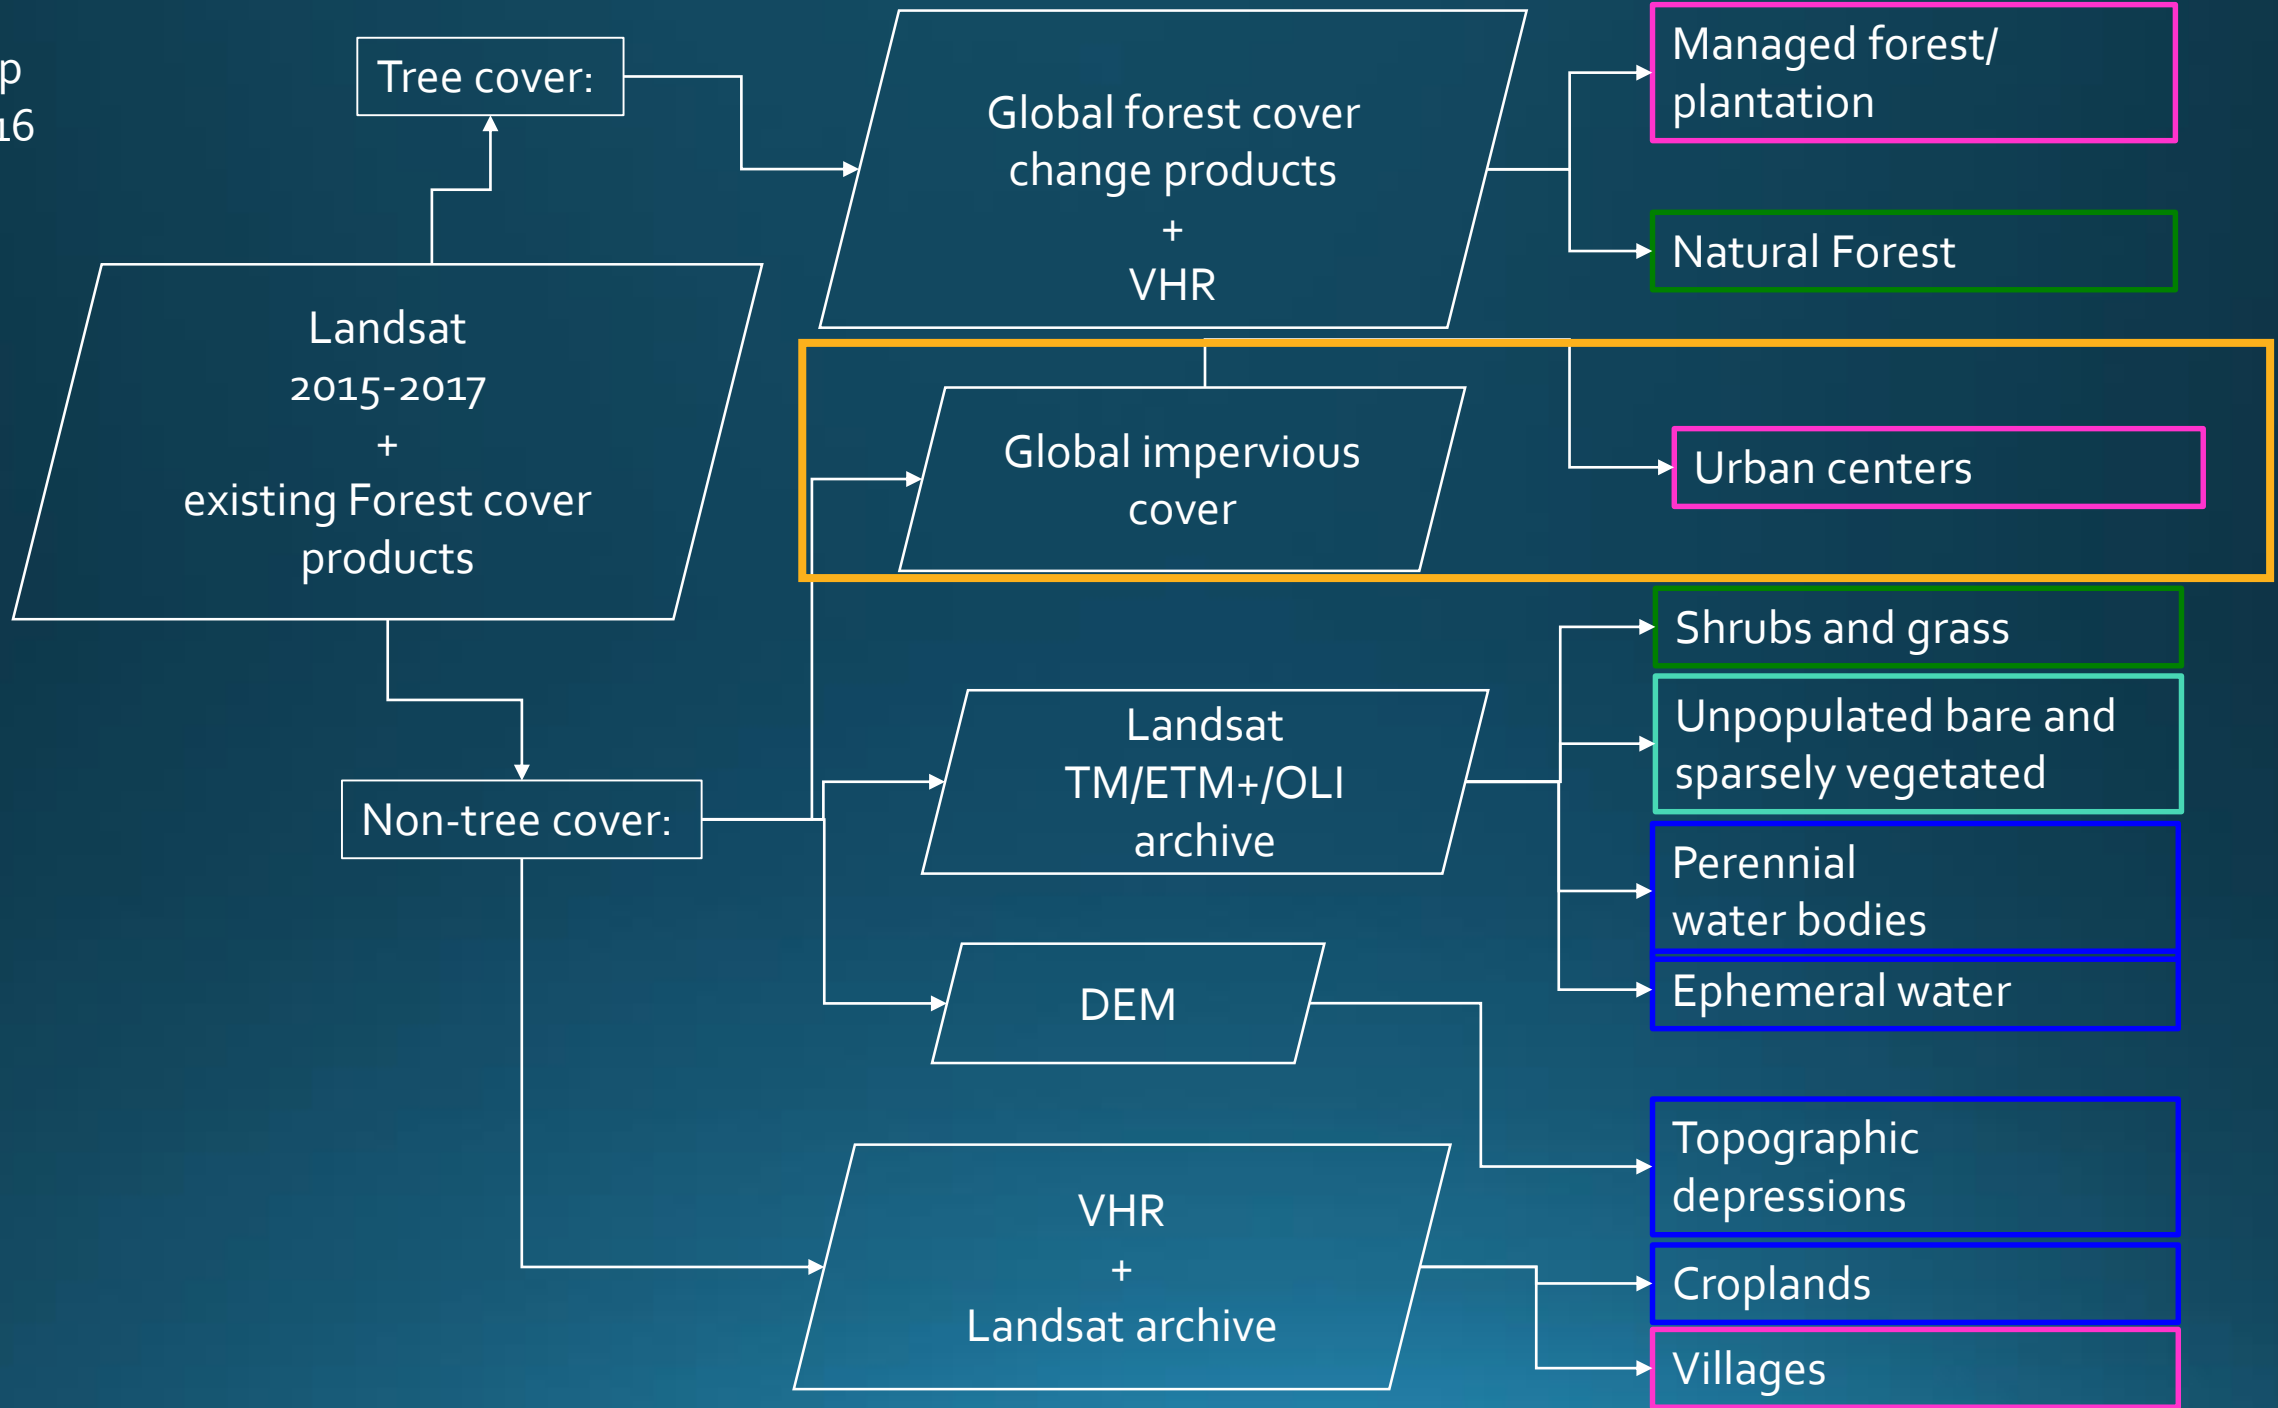 p
16
Tree cover:
Global forest cover
change products
+
VHR
Managed forest/
plantation
Natural Forest
Landsat
2015-2017
+
existing Forest cover
products
Global impervious
cover
Urban centers
Non-tree cover:
Landsat
TM/ETM+/OLI
archive
Shrubs and grass
Unpopulated bare and
sparsely vegetated
Perennial
water bodies
Ephemeral water
DEM
Topographic
depressions
VHR
+
Landsat archive
Croplands
Villages